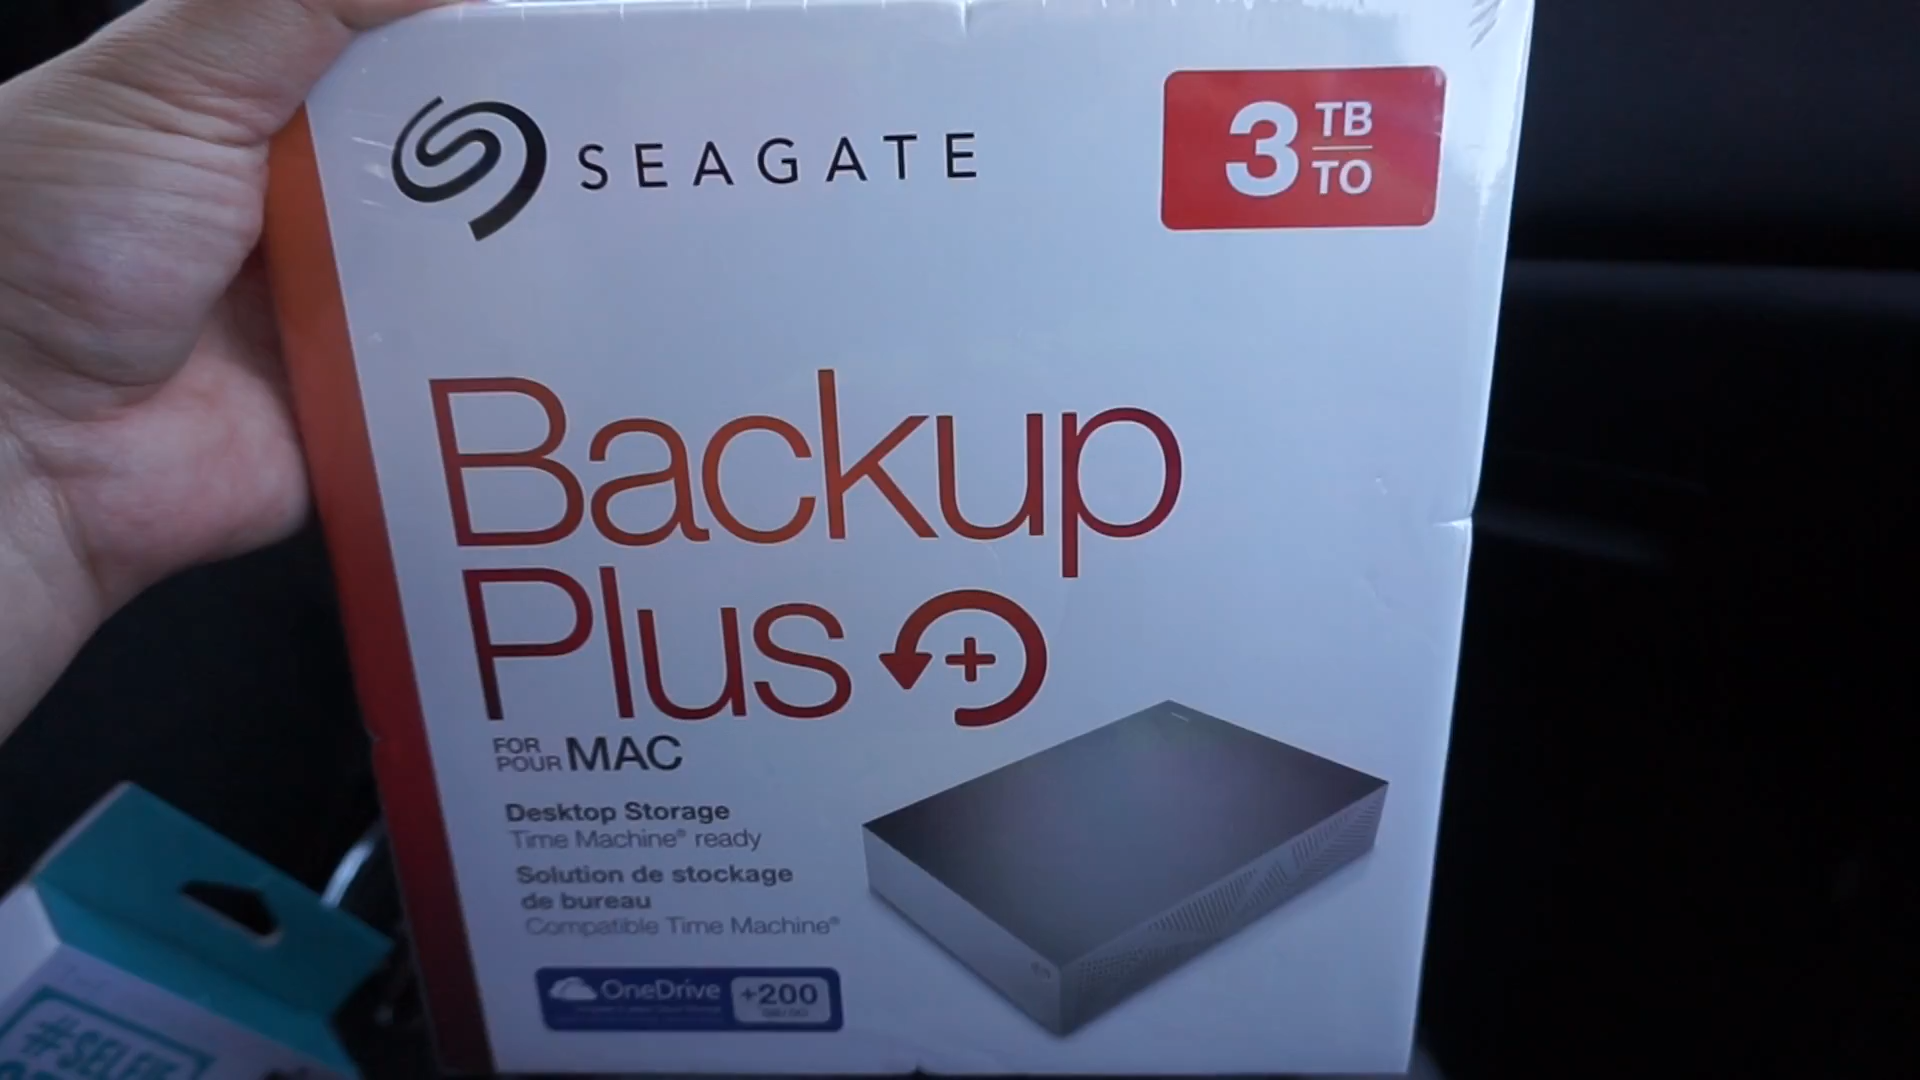 SEAGATE
3 TB
TO
Backup
Plus
FOR
POUR MAC
Desktop Storage
Time Machine® ready
Solution de stockage
de bureau
Compatible Time Machine®
OneDrive +200
#SELFIE